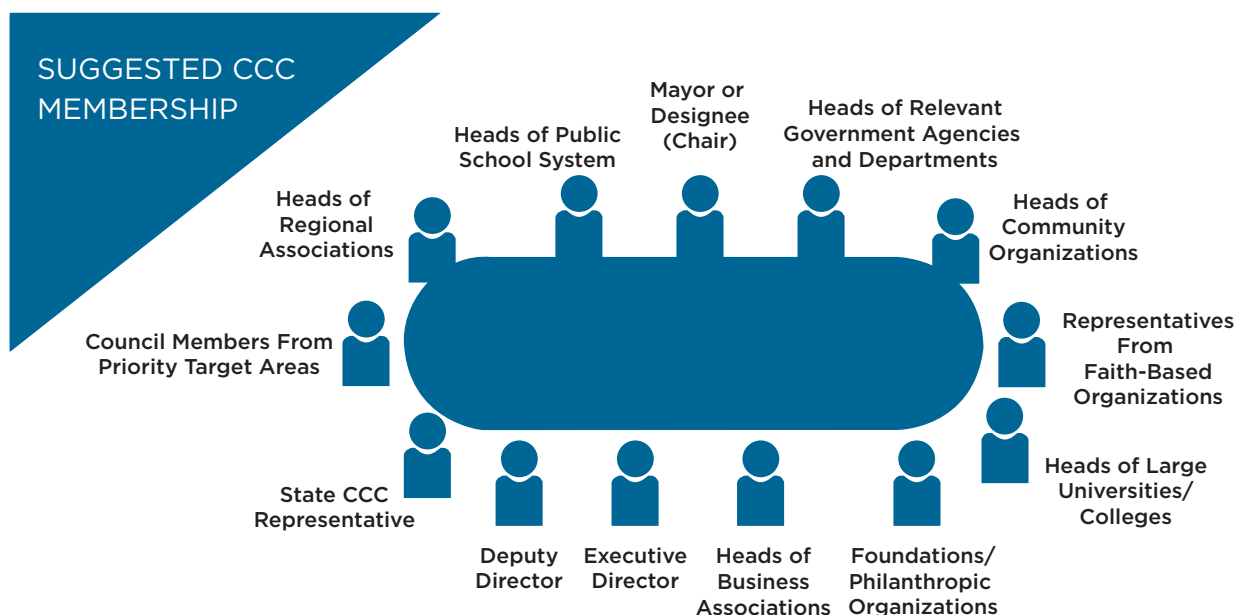 SUGGESTED CCC
MEMBERSHIP
Mayor or
Designee
(Chair)
Heads of Public
School System
Heads of Relevant
Government Agencies
and Departments
Heads of
Regional
Associations
Heads of
Community
Organizations
Council Members From
Priority Target Areas
Representatives
From
Faith-Based
Organizations
State CCC
Representative
Heads of Large
Universities/
Colleges
Deputy
Director
Executive
Director
Heads of
Business
Associations
Foundations/
Philanthropic
Organizations